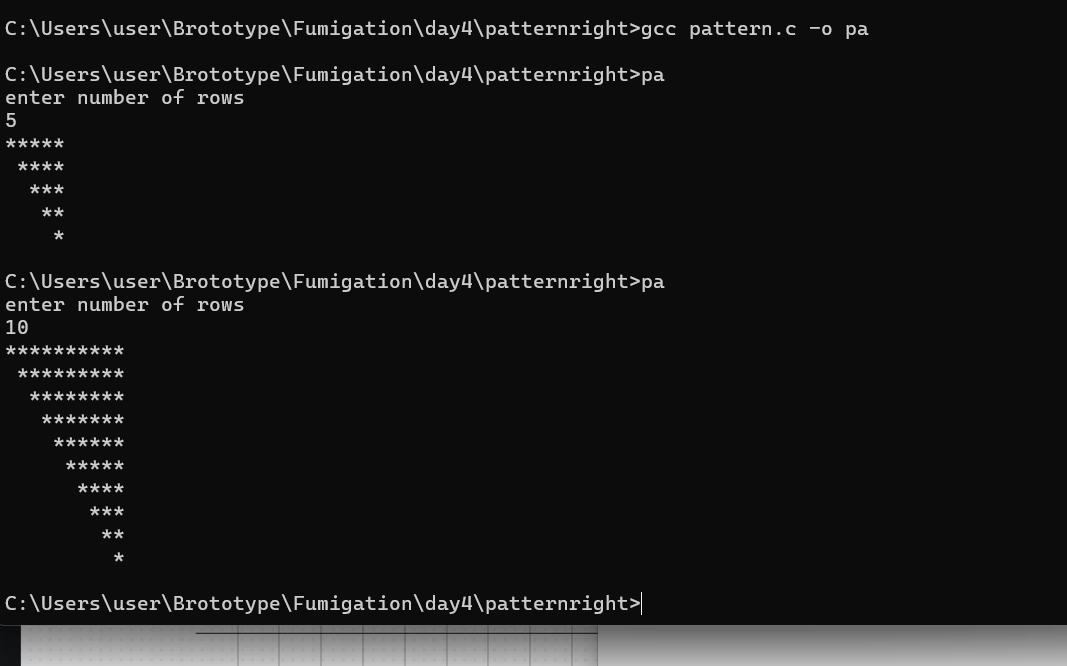 C:\Users\user\Brototype\Fumigation\day4\patternright>gcc pattern.c -o pa
C:\Users\user\Brototype\Fumigation\day4\patternright>pa
enter number of rows
5
*****
 ****
  ***
   **
    *
C:\Users\user\Brototype\Fumigation\day4\patternright>pa
enter number of rows
10
**********
 *********
  ********
   *******
    ******
     *****
      ****
       ***
        **
         *
C:\Users\user\Brototype\Fumigation\day4\patternright>